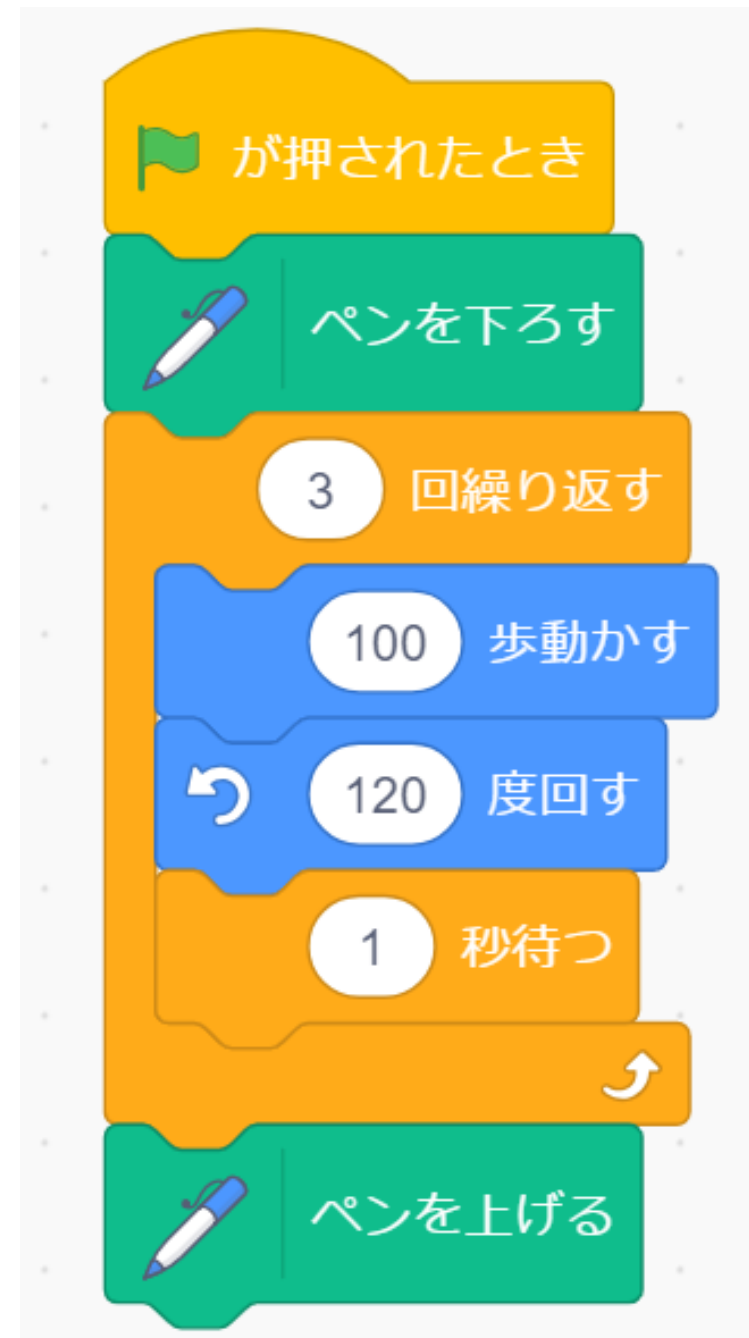 が押されたとき
ペンを下ろす
3 回繰り返す
100 歩動かす
120 度回す
1 秒待つ
ペンを上げる